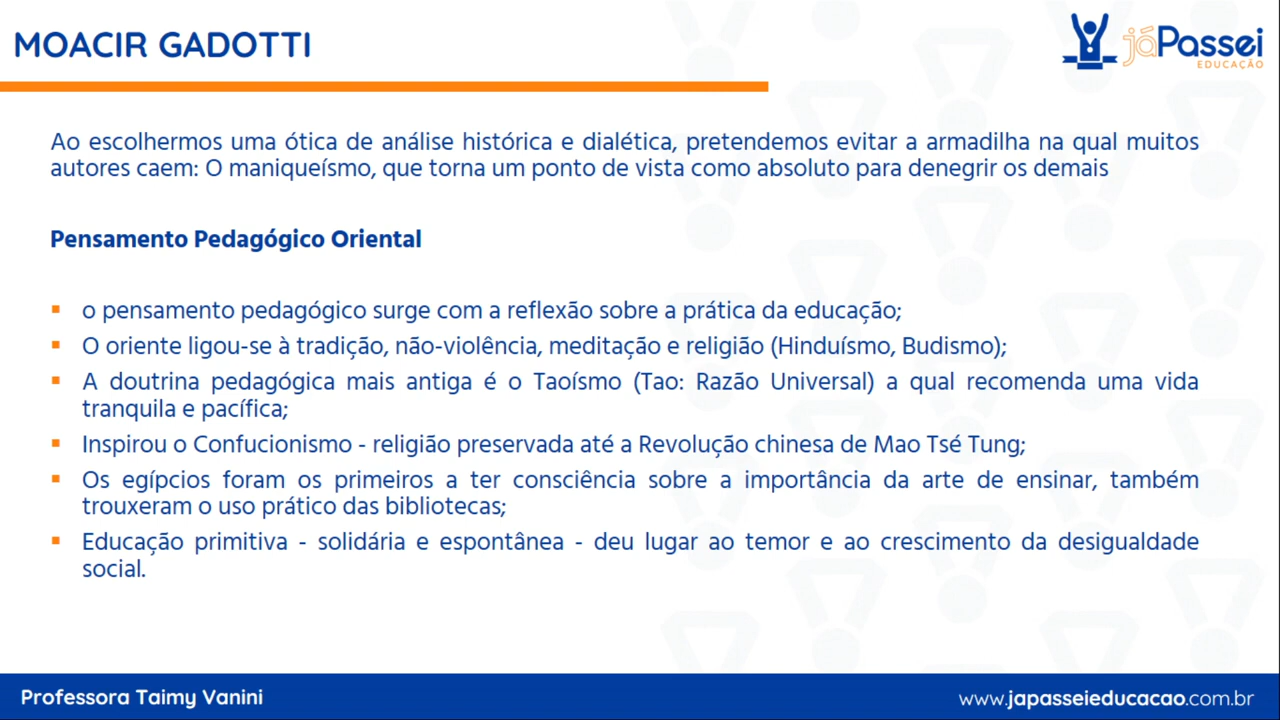 MOACIR GADOTTI
jáPassei
EDUCAÇÃO
Ao escolhermos uma ótica de análise histórica e dialética, pretendemos evitar a armadilha na qual muitos
autores caem: O maniqueísmo, que torna um ponto de vista como absoluto para denegrir os demais
Pensamento Pedagógico Oriental
▪ o pensamento pedagógico surge com a reflexão sobre a prática da educação;
▪ O oriente ligou-se à tradição, não-violência, meditação e religião (Hinduísmo, Budismo);
▪ A doutrina pedagógica mais antiga é o Taoísmo (Tao: Razão Universal) a qual recomenda uma vida
tranquila e pacífica;
▪ Inspirou o Confucionismo - religião preservada até a Revolução chinesa de Mao Tsé Tung;
▪ Os egípcios foram os primeiros a ter consciência sobre a importância da arte de ensinar, também
trouxeram o uso prático das bibliotecas;
▪ Educação primitiva - solidária e espontânea - deu lugar ao temor e ao crescimento da desigualdade
social.
Professora Taimy Vanini
www.japasseieducacao.com.br